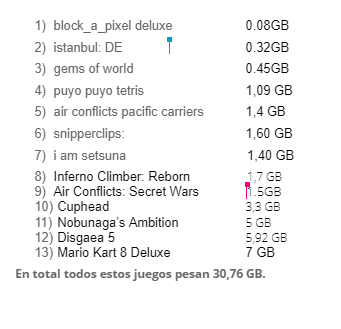 1) block_a_pixel deluxe 0.08GB
2) istanbul: DE 0.32GB
3) gems of world 0.45GB
4) puyo puyo tetris 1,09 GB
5) air conflicts pacific carriers 1,4 GB
6) snipperclips: 1,60 GB
7) i am setsuna 1,40 GB
8) Inferno Climber: Reborn 1,7 GB
9) Air Conflicts: Secret Wars 1.5GB
10) Cuphead 3,3 GB
11) Nobunaga's Ambition 5 GB
12) Disgaea 5 5,92 GB
13) Mario Kart 8 Deluxe 7 GB
En total todos estos juegos pesan 30,76 GB.